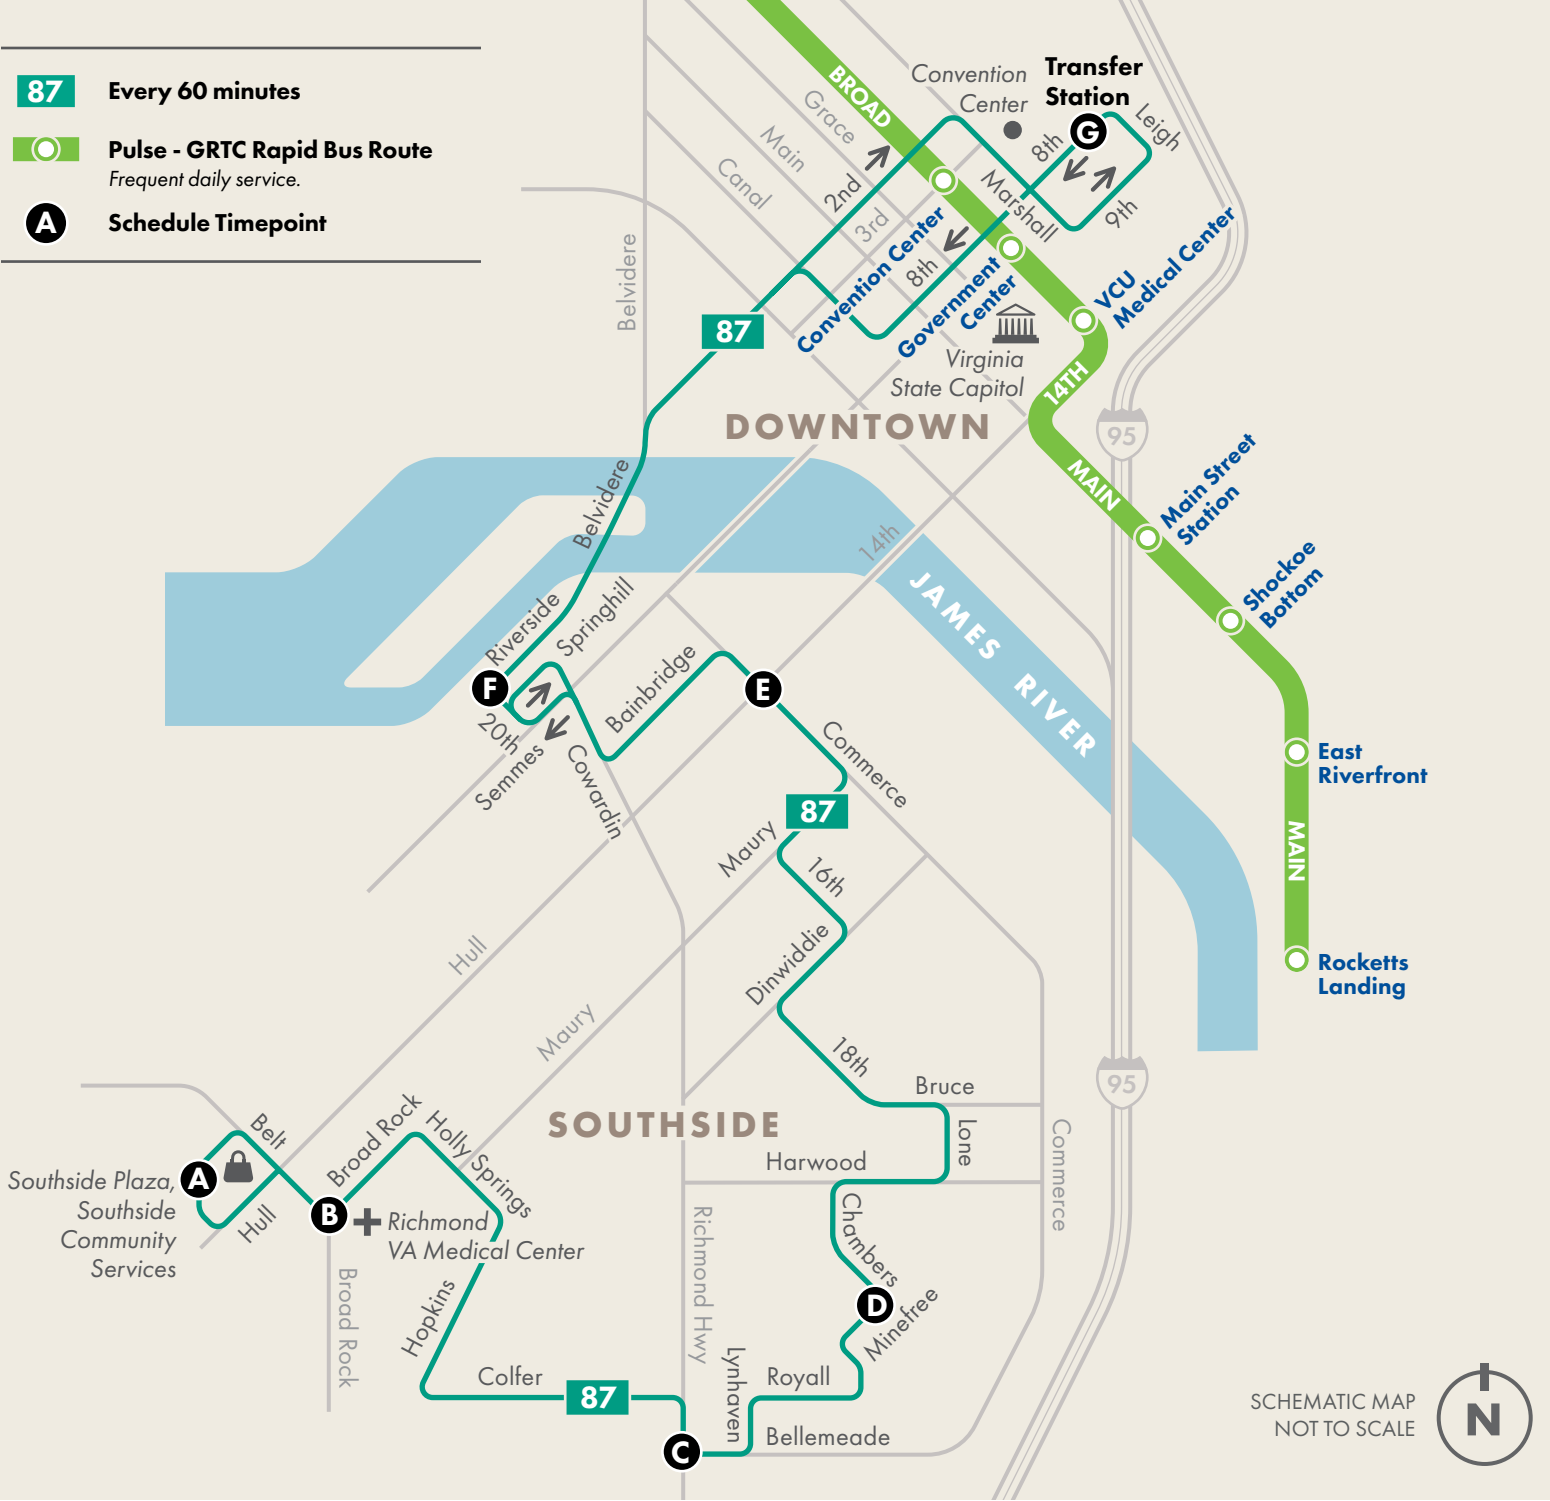 87 Every 60 minutes
Pulse - GRTC Rapid Bus Route
Frequent daily service.
A Schedule Timepoint
BROAD
Convention
Center
Transfer
Station
G
Leigh
8th
9th
Marshall
Grace
Main
Canal
2nd
3rd
8th
Belvidere
Convention Center
Government
Center
VCU
Medical Center
87
Virginia
State Capitol
14TH
DOWNTOWN
95
MAIN
Main Street
Station
Belvidere
14th
Shockoe
Bottom
JAMES RIVER
Riverside
Springhill
F
20th
Semmes
Cowardin
Bainbridge
E
Commerce
East
Riverfront
87
MAIN
Maury
16th
Hull
Dinwiddie
Rocketts
Landing
Maury
18th
95
Bruce
Lone
SOUTHSIDE
Belt
Broad Rock
Holly Springs
Harwood
Commerce
A
Southside Plaza,
Southside
Community
Services
Hull
B
Richmond
VA Medical Center
Richmond Hwy
Chambers
D
Minefree
Hopkins
Broad Rock
Colfer
87
Lynhaven
Royall
C
Bellemeade
SCHEMATIC MAP
NOT TO SCALE
N